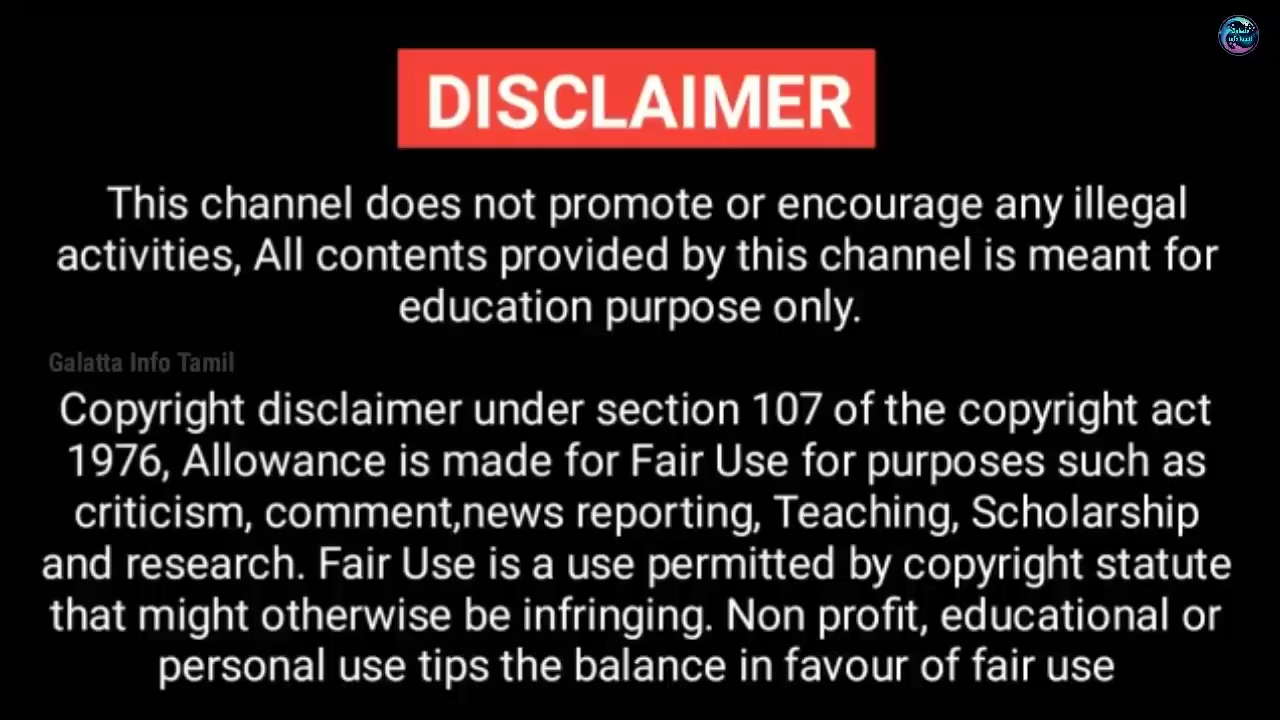 DISCLAIMER
This channel does not promote or encourage any illegal
activities, All contents provided by this channel is meant for
education purpose only.
Galatta Info Tamil
Copyright disclaimer under section 107 of the copyright act
1976, Allowance is made for Fair Use for purposes such as
criticism, comment,news reporting, Teaching, Scholarship
and research. Fair Use is a use permitted by copyright statute
that might otherwise be infringing. Non profit, educational or
personal use tips the balance in favour of fair use